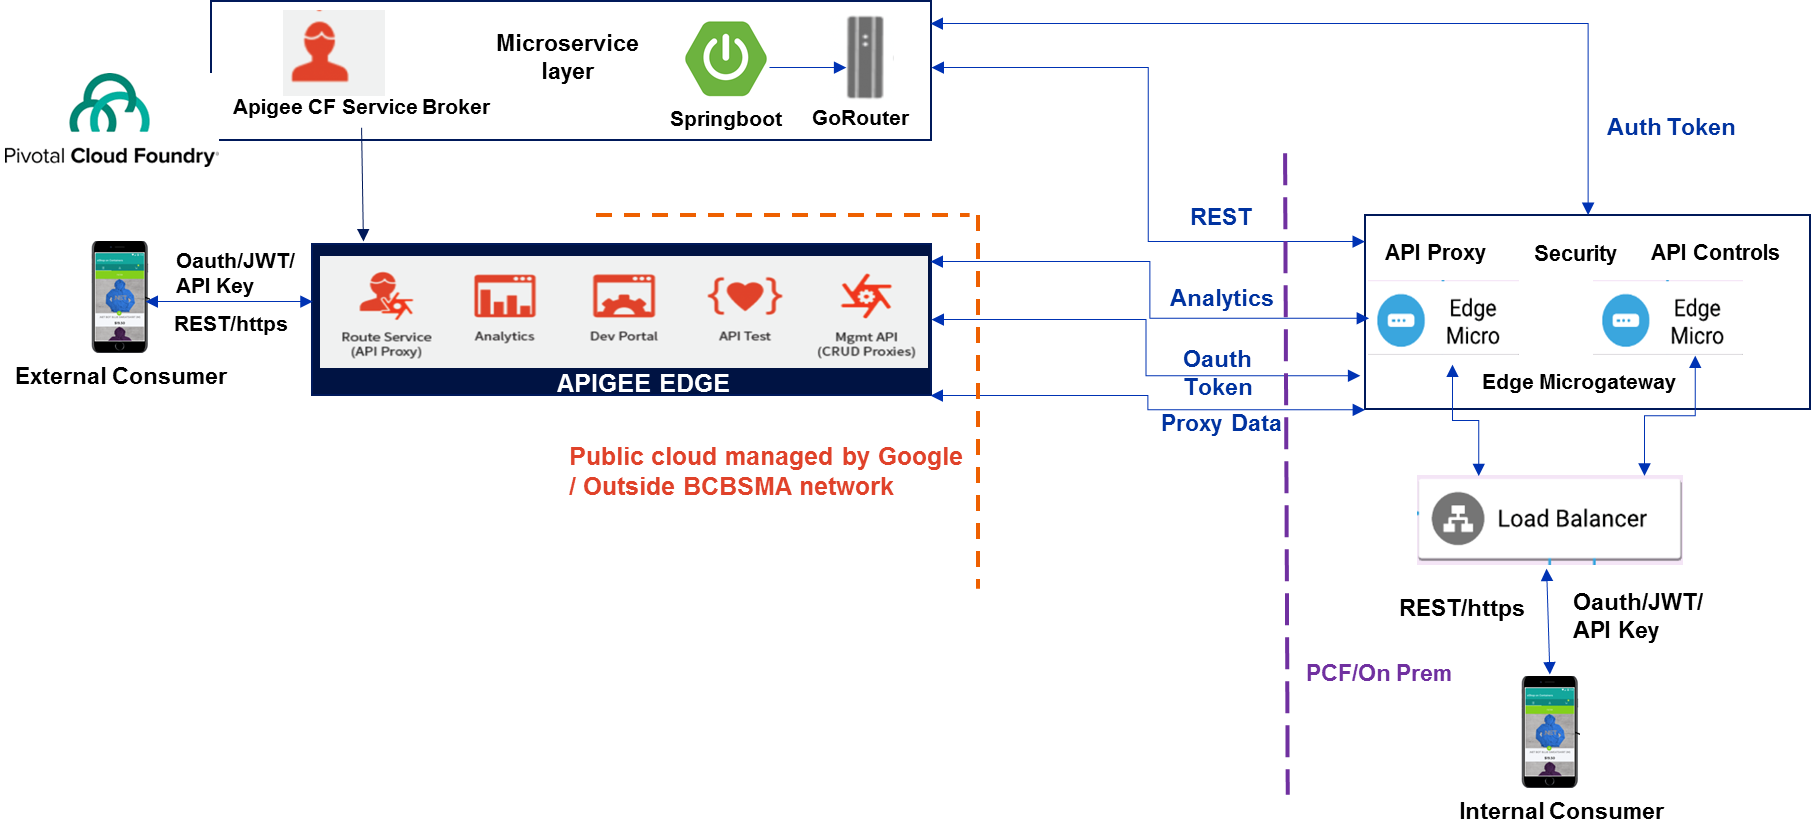 Microservice
layer
Apigee CF Service Broker
Springboot
GoRouter
Pivotal Cloud Foundry
Auth Token
REST
Oauth/JWT/
API Key
REST/https
External Consumer
Route Service
(API Proxy)
Analytics
Dev Portal
API Test
Mgmt API
(CRUD Proxies)
APIGEE EDGE
Analytics
Oauth
Token
Proxy Data
API Proxy
Security
API Controls
Edge
Micro
Edge
Micro
Edge Microgateway
Public cloud managed by Google
/ Outside BCBSMA network
Load Balancer
REST/https
Oauth/JWT/
API Key
PCF/On Prem
Internal Consumer